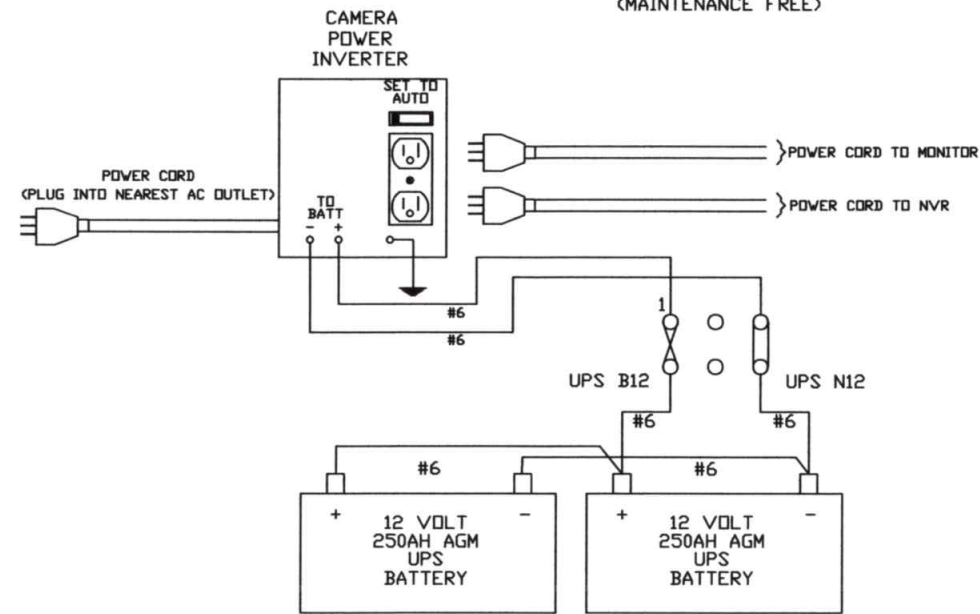 (MAINTENANCE FREE)
CAMERA
POWER
INVERTER
SET TO
AUTO
POWER CORD TO MONITOR
POWER CORD
(PLUG INTO NEAREST AC OUTLET)
TO
BATT
- +
POWER CORD TO NVR
#6
#6
1
UPS B12
UPS N12
#6
#6
#6
#6
+ -
12 VOLT
250AH AGM
UPS
BATTERY
+ -
12 VOLT
250AH AGM
UPS
BATTERY